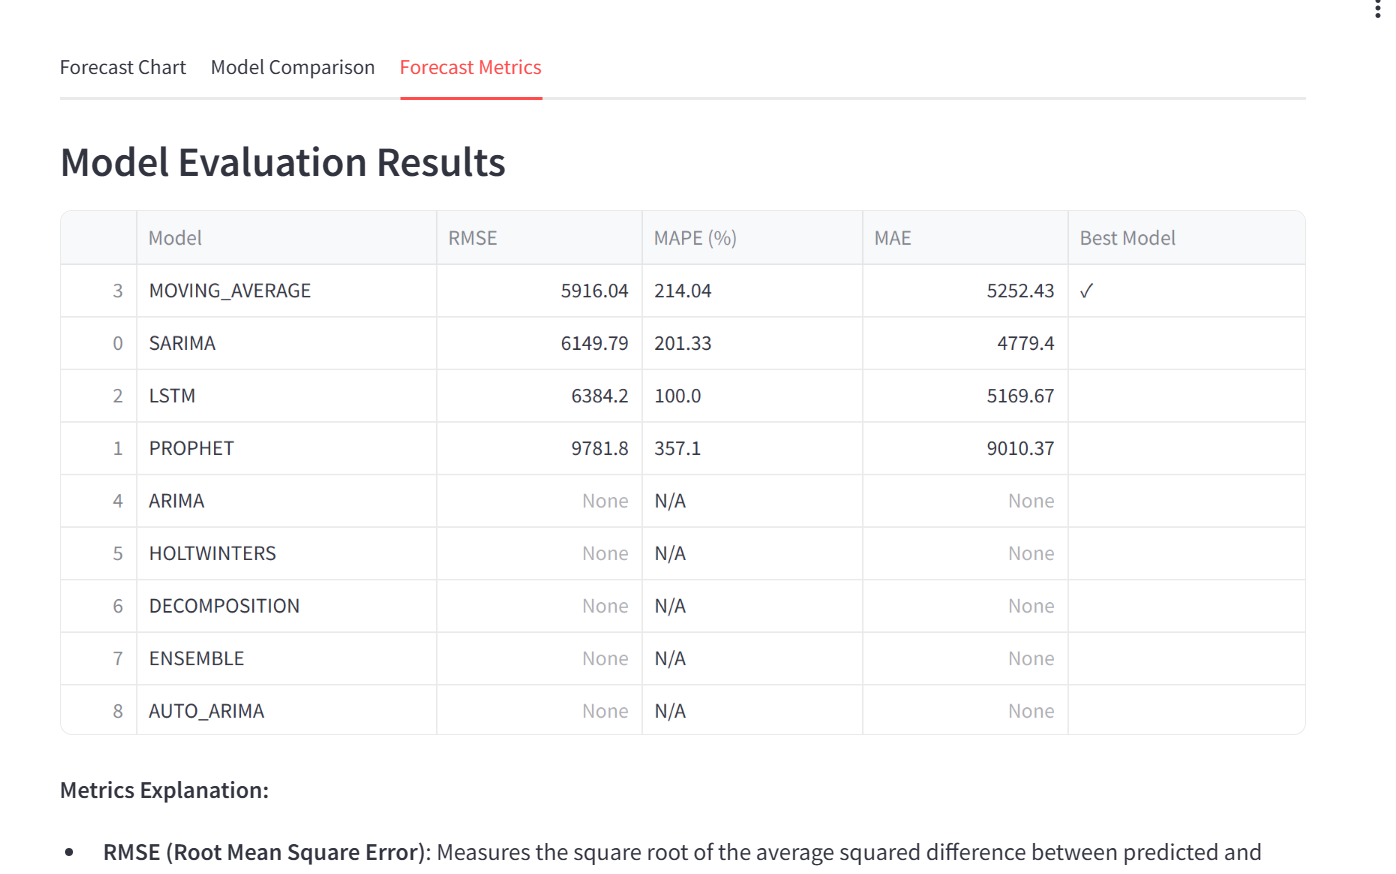 Forecast Chart Model Comparison Forecast Metrics
Model Evaluation Results
Model RMSE MAPE (%) MAE Best Model
3 MOVING_AVERAGE 5916.04 214.04 5252.43 ✓
0 SARIMA 6149.79 201.33 4779.4
2 LSTM 6384.2 100.0 5169.67
1 PROPHET 9781.8 357.1 9010.37
4 ARIMA None N/A None
5 HOLTWINTERS None N/A None
6 DECOMPOSITION None N/A None
7 ENSEMBLE None N/A None
8 AUTO_ARIMA None N/A None
Metrics Explanation:
• RMSE (Root Mean Square Error): Measures the square root of the average squared difference between predicted and